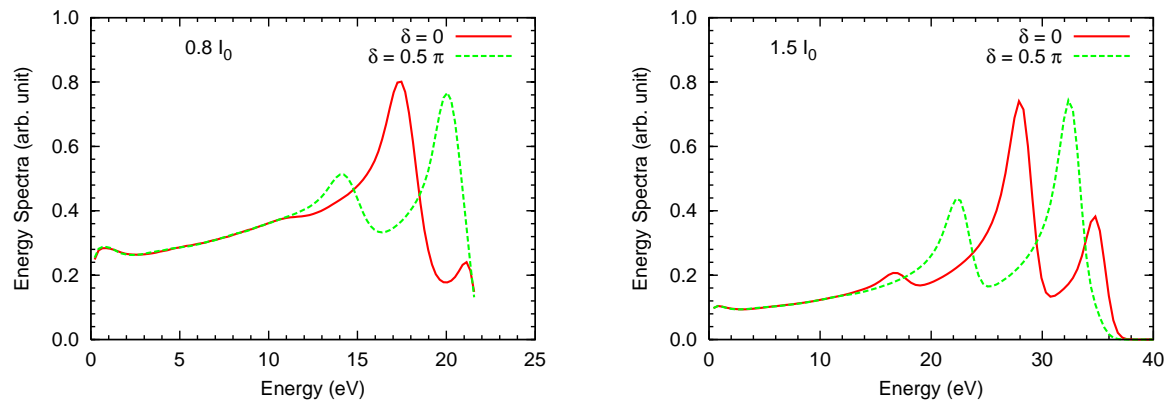 0.8 I0
δ = 0
δ = 0.5 π
1.0
0.8
0.6
0.4
0.2
0.0
Energy Spectra (arb. unit)
0 5 10 15 20 25
Energy (eV)
1.5 I0
δ = 0
δ = 0.5 π
1.0
0.8
0.6
0.4
0.2
0.0
Energy Spectra (arb. unit)
0 10 20 30 40
Energy (eV)